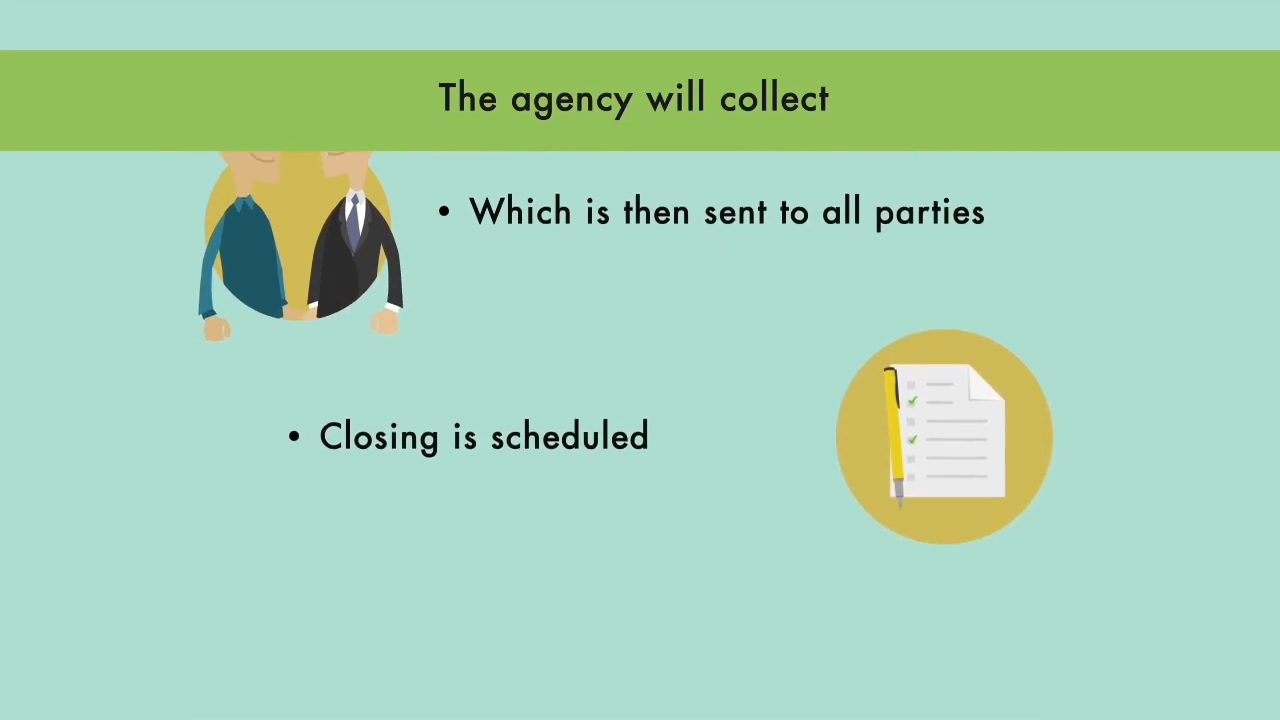 The agency will collect
• Which is then sent to all parties
• Closing is scheduled